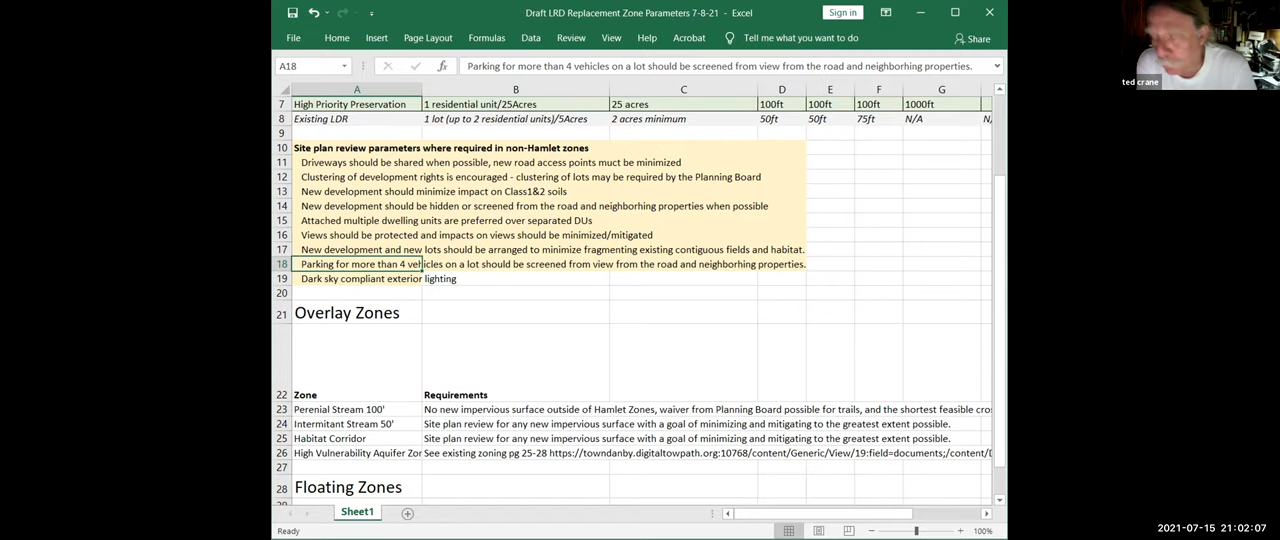 Draft LRD Replacement Zone Parameters 7-8-21 - Excel
Sign in
File Home Insert Page Layout Formulas Data Review View Help Acrobat Tell me what you want to do Share
A18 fx Parking for more than 4 vehicles on a lot should be screened from view from the road and neighborhing properties.
A B C D E F G
7 High Priority Preservation 1 residential unit/25Acres 25 acres 100ft 100ft 100ft 1000ft
8 Existing LDR 1 lot (up to 2 residential units)/5Acres 2 acres minimum 50ft 50ft 75ft N/A N/
9
10 Site plan review parameters where required in non-Hamlet zones
11 Driveways should be shared when possible, new road access points muct be minimized
12 Clustering of development rights is encouraged - clustering of lots may be required by the Planning Board
13 New development should minimize impact on Class1&2 soils
14 New development should be hidden or screened from the road and neighborhing properties when possible
15 Attached multiple dwelling units are preferred over separated DUs
16 Views should be protected and impacts on views should be minimized/mitigated
17 New development and new lots should be arranged to minimize fragmenting existing contiguous fields and habitat.
18 Parking for more than 4 vehicles on a lot should be screened from view from the road and neighborhing properties.
19 Dark sky compliant exterior lighting
20
21 Overlay Zones
22 Zone Requirements
23 Perenial Stream 100' No new impervious surface outside of Hamlet Zones, waiver from Planning Board possible for trails, and the shortest feasible cros
24 Intermitant Stream 50' Site plan review for any new impervious surface with a goal of minimizing and mitigating to the greatest extent possible.
25 Habitat Corridor Site plan review for any new impervious surface with a goal of minimizing and mitigating to the greatest extent possible.
26 High Vulnerability Aquifer Zor See existing zoning pg 25-28 https://towndanby.digitaltowpath.org:10768/content/Generic/View/19:field=documents;/content/D
27
28 Floating Zones
Sheet1
Ready
100%
ted crane
2021-07-15 21:02:07